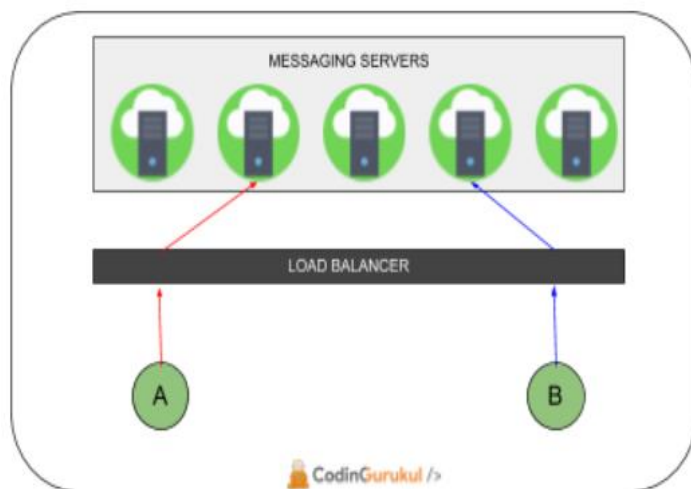 MESSAGING SERVERS
LOAD BALANCER
A
B
CodinGurukul />